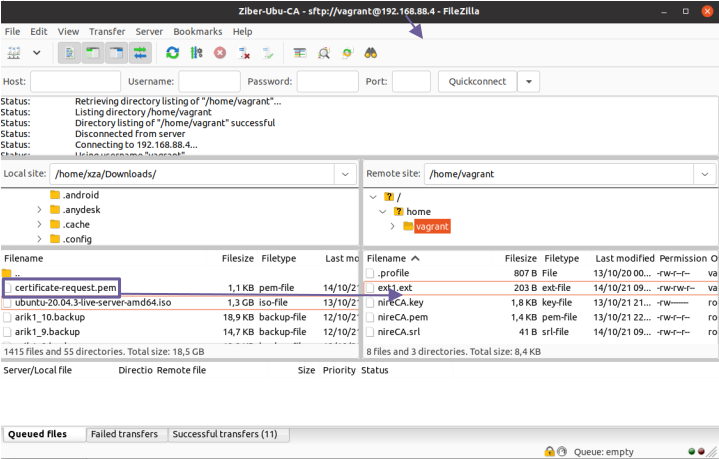 Ziber-Ubu-CA - sftp://vagrant@192.168.88.4 - FileZilla
File Edit View Transfer Server Bookmarks Help
Host: Username: Password: Port: Quickconnect
Status: Retrieving directory listing of "/home/vagrant"...
Status: Listing directory /home/vagrant
Status: Directory listing of "/home/vagrant" successful
Status: Disconnected from server
Status: Connecting to 192.168.88.4...
Status: Using username "vagrant".
Local site: /home/xza/Downloads/
.android
.anydesk
.cache
.config
Remote site: /home/vagrant
/
home
vagrant
Filename Filesize Filetype Last mo
..
certificate-request.pem 1,1 KB pem-file 14/10/21
ubuntu-20.04.3-live-server-amd64.iso 1,3 GB iso-file 13/10/21
arik1_10.backup 18,9 KB backup-file 12/10/21
arik1_9.backup 14,7 KB backup-file 12/10/21
1415 files and 55 directories. Total size: 18,5 GB
Filename Filesize Filetype Last modified Permission O
.profile 807 B File 13/10/20 00... -rw-r--r-- va
ext1.ext 203 B ext-file 14/10/21 09... -rw-rw-r-- va
nireCA.key 1,8 KB key-file 13/10/21 21... -rw------- ro
nireCA.pem 1,4 KB pem-file 13/10/21 22... -rw-r--r-- ro
nireCA.srl 41 B srl-file 14/10/21 09... -rw-r--r-- ro
8 files and 3 directories. Total size: 8,4 KB
Server/Local file Directio Remote file Size Priority Status
Queued files Failed transfers Successful transfers (11)
Queue: empty